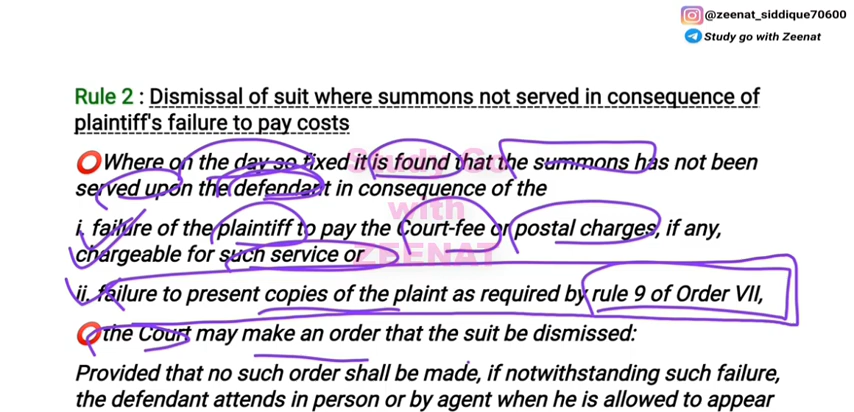 @zeenat_siddique70600
Study go with Zeenat
Rule 2 : Dismissal of suit where summons not served in consequence of
plaintiff's failure to pay costs
Where on the day so fixed it is found that the summons has not been
served upon the defendant in consequence of the
i. failure of the plaintiff to pay the Court-fee or postal charges, if any,
chargeable for such service or
ii. failure to present copies of the plaint as required by rule 9 of Order VII,
the Court may make an order that the suit be dismissed:
Provided that no such order shall be made, if notwithstanding such failure,
the defendant attends in person or by agent when he is allowed to appear
Study Go
with
ZEENAT